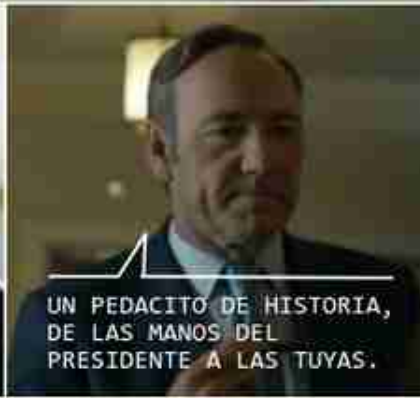 UN PEDACITO DE HISTORIA,
DE LAS MANOS DEL
PRESIDENTE A LAS TUYAS.